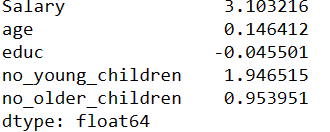 Salary 3.103216
age 0.146412
educ -0.045501
no_young_children 1.946515
no_older_children 0.953951
dtype: float64